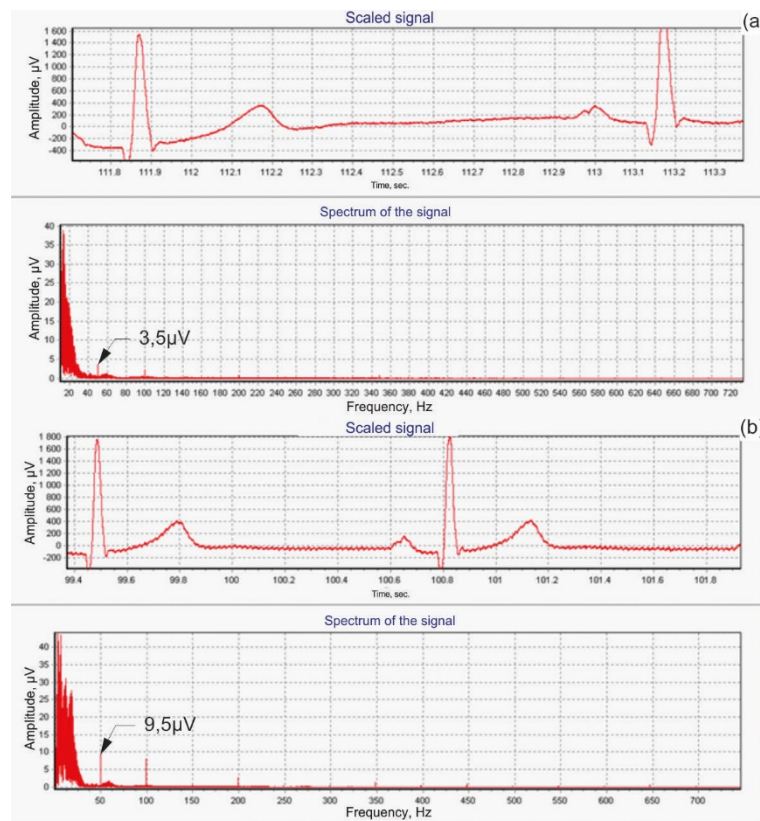 Scaled signal
(a
Amplitude, µV
1 600
1 400
1 200
1 000
800
600
400
200
0
-200
-400
111.8 111.9 112 112.1 112.2 112.3 112.4 112.5 112.6 112.7 112.8 112.9 113 113.1 113.2 113.3
Time, sec.
Spectrum of the signal
Amplitude, µV
40
35
30
25
20
15
10
5
0
3,5µV
20 40 60 80 100 120 140 160 180 200 220 240 260 280 300 320 340 360 380 400 420 440 460 480 500 520 540 560 580 600 620 640 660 680 700 720
Frequency, Hz
Scaled signal
(b)
Amplitude, µV
1 800
1 600
1 400
1 200
1 000
800
600
400
200
0
-200
99.4 99.6 99.8 100 100.2 100.4 100.6 100.8 101 101.2 101.4 101.6 101.8
Time, sec.
Spectrum of the signal
Amplitude, µV
40
35
30
25
20
15
10
5
0
9,5µV
50 100 150 200 250 300 350 400 450 500 550 600 650 700
Frequency, Hz